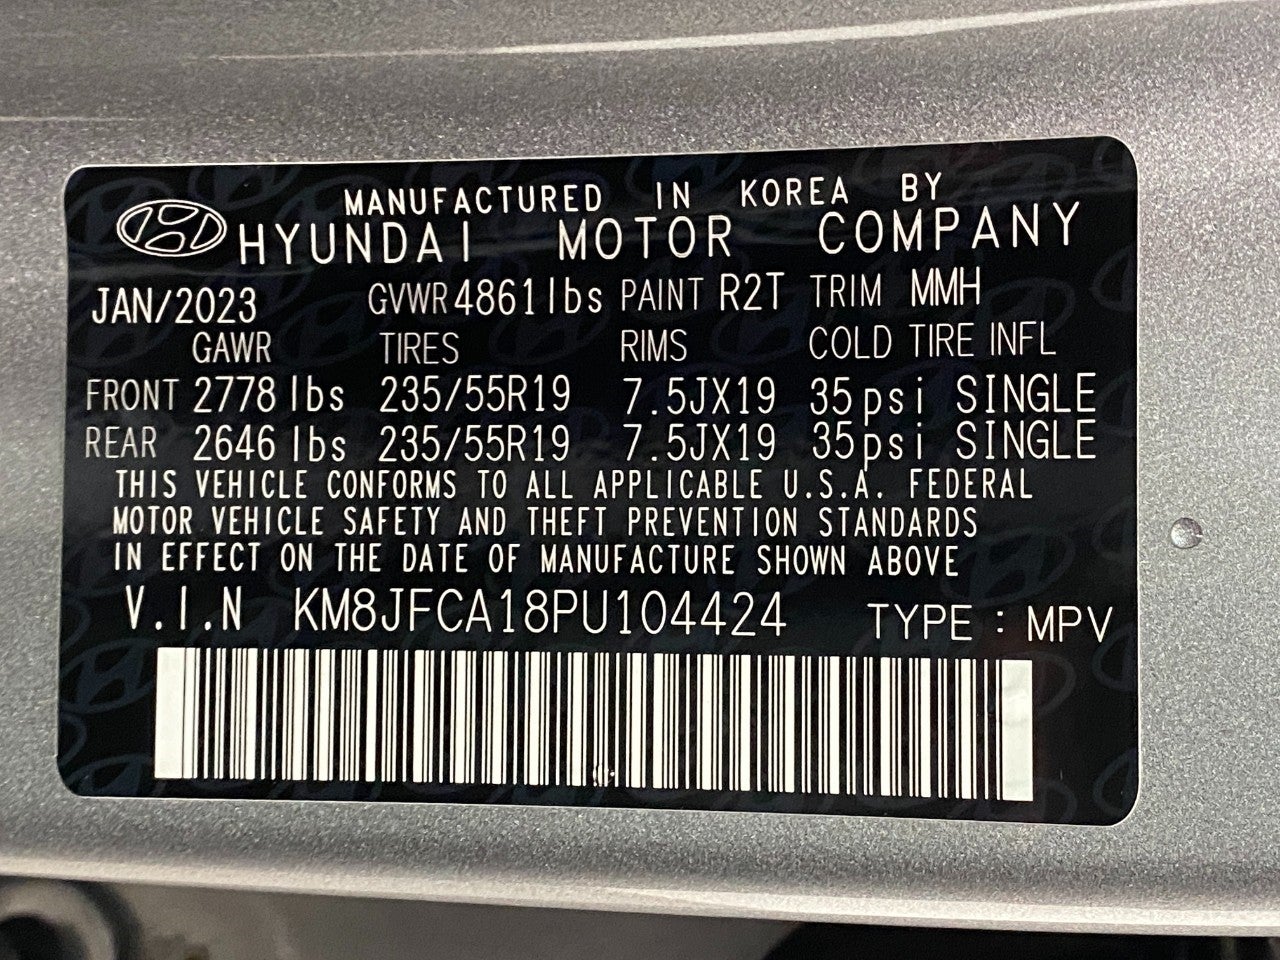 MANUFACTURED IN KOREA BY
HYUNDAI MOTOR COMPANY
JAN/2023 GVWR 4861lbs PAINT R2T TRIM MMH
GAWR TIRES RIMS COLD TIRE INFL
FRONT 2778 lbs 235/55R19 7.5JX19 35psi SINGLE
REAR 2646 lbs 235/55R19 7.5JX19 35psi SINGLE
THIS VEHICLE CONFORMS TO ALL APPLICABLE U.S.A. FEDERAL
MOTOR VEHICLE SAFETY AND THEFT PREVENTION STANDARDS
IN EFFECT ON THE DATE OF MANUFACTURE SHOWN ABOVE
V.I.N KM8JFCA18PU104424 TYPE : MPV